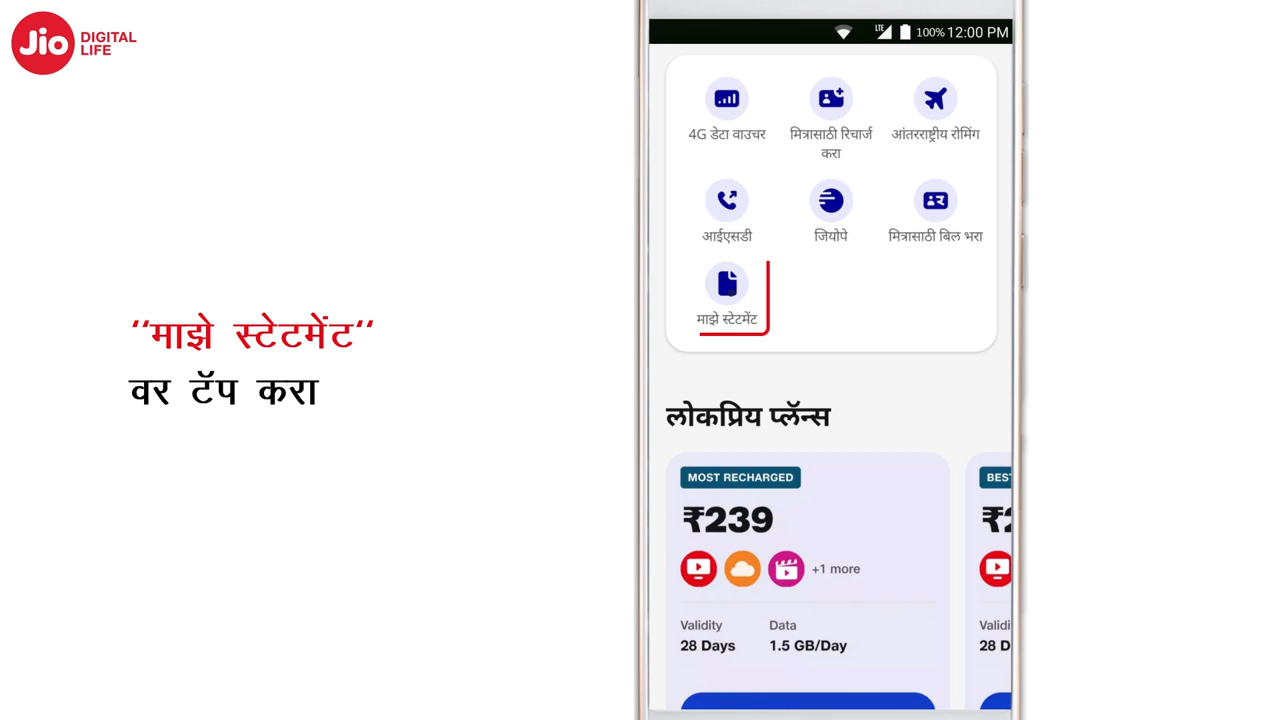 Jio DIGITAL
LIFE
“माझे स्टेटमेंट“
वर टॅप करा
LTE 100% 12:00 PM
4G डेटा वाउचर
मित्रासाठी रिचार्ज
करा
आंतरराष्ट्रीय रोमिंग
आईएसडी
जियोपे
मित्रासाठी बिल भरा
माझे स्टेटमेंट
लोकप्रिय प्लॅन्स
MOST RECHARGED
₹239
+1 more
Validity Data
28 Days 1.5 GB/Day